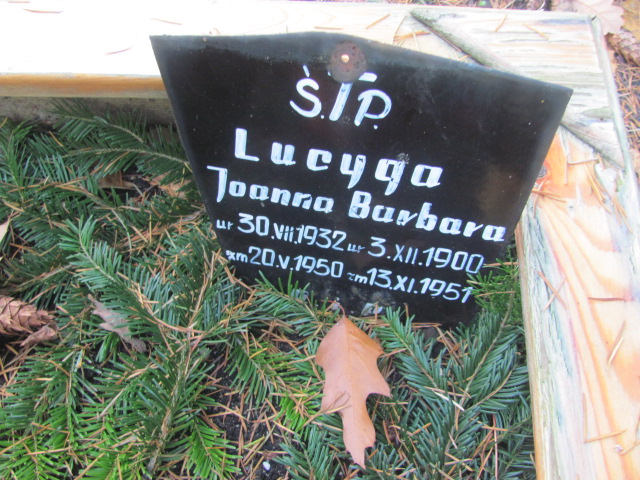 Ś.†P.
Lucyga
Joanna Barbara
ur 30.VII.1932 ur 3.XII.1900
zm 20.V.1950 zm 13.XI.1951